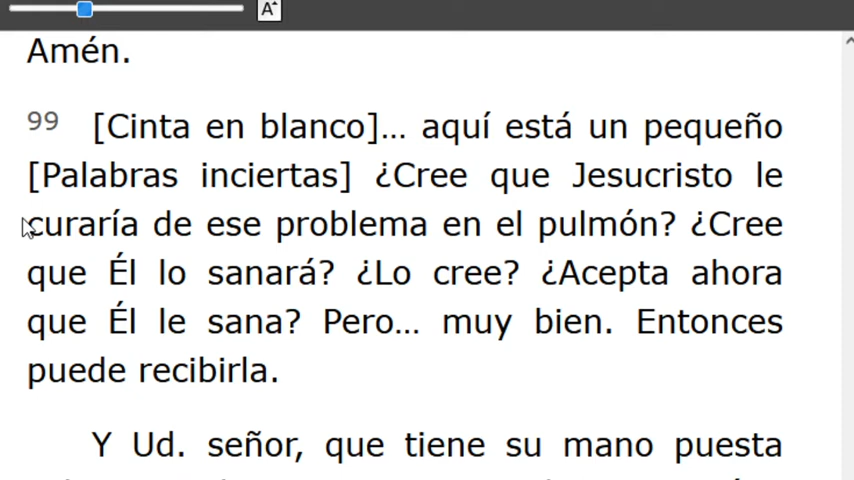 A
Amén.
99 [Cinta en blanco]... aquí está un pequeño
[Palabras inciertas] ¿Cree que Jesucristo le
curaría de ese problema en el pulmón? ¿Cree
que Él lo sanará? ¿Lo cree? ¿Acepta ahora
que Él le sana? Pero... muy bien. Entonces
puede recibirla.
Y Ud. señor, que tiene su mano puesta